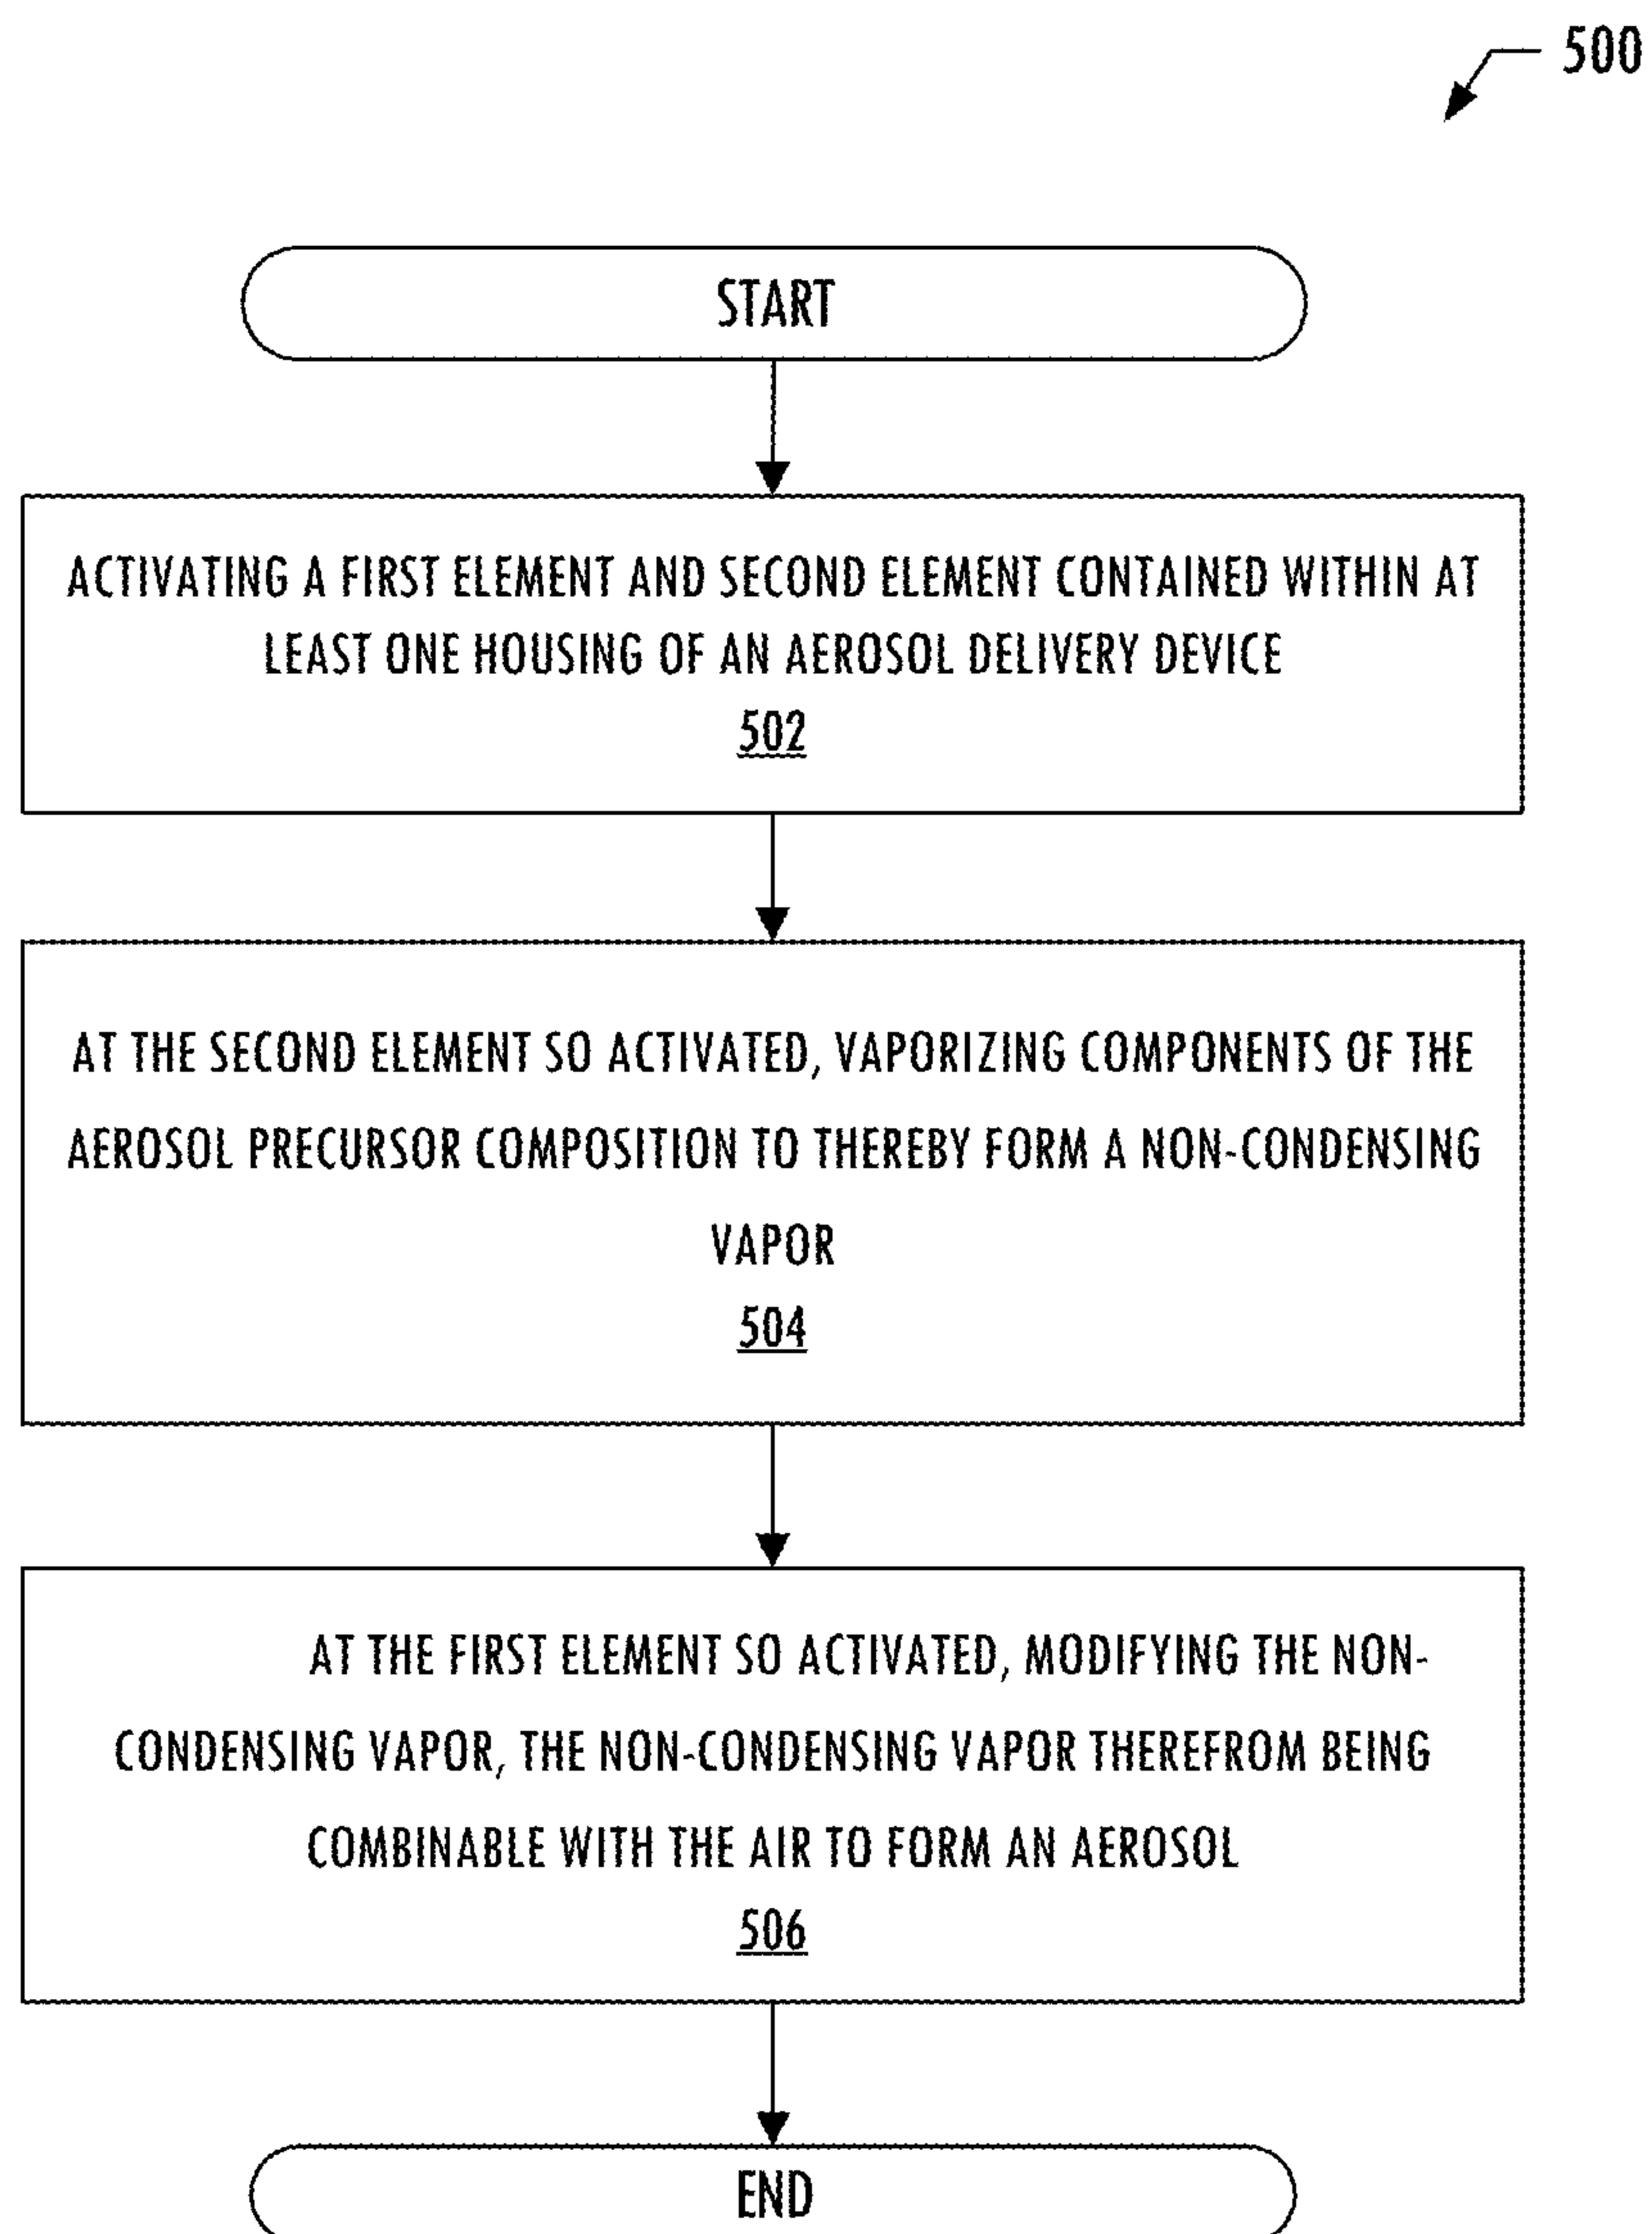 500
START
ACTIVATING A FIRST ELEMENT AND SECOND ELEMENT CONTAINED WITHIN AT
LEAST ONE HOUSING OF AN AEROSOL DELIVERY DEVICE
502
AT THE SECOND ELEMENT SO ACTIVATED, VAPORIZING COMPONENTS OF THE
AEROSOL PRECURSOR COMPOSITION TO THEREBY FORM A NON-CONDENSING
VAPOR
504
AT THE FIRST ELEMENT SO ACTIVATED, MODIFYING THE NON-
CONDENSING VAPOR, THE NON-CONDENSING VAPOR THEREFROM BEING
COMBINABLE WITH THE AIR TO FORM AN AEROSOL
506
END